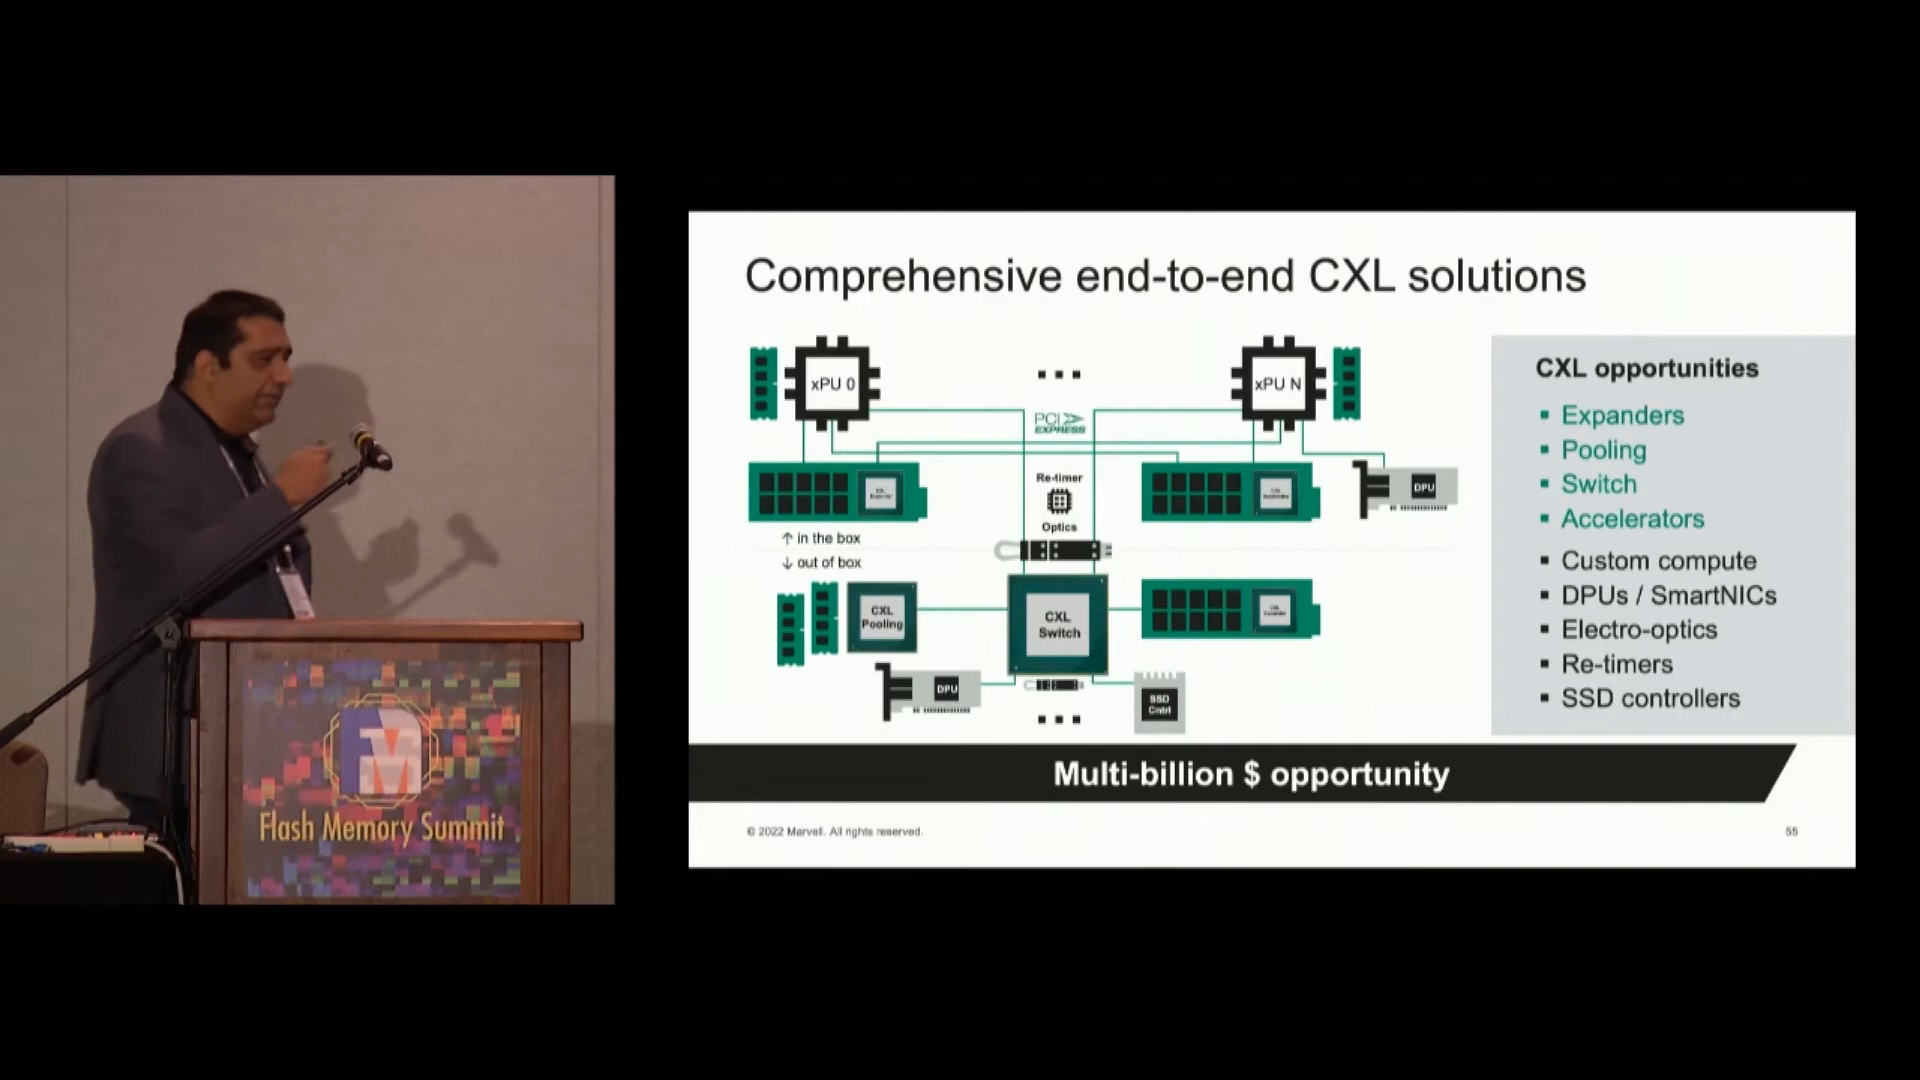 Comprehensive end-to-end CXL solutions
xPU 0
xPU N
PCI
EXPRESS
Re-timer
DPU
Optics
↑ in the box
↓ out of box
CXL
Pooling
CXL
Switch
DPU
SSD
Cntrl
CXL opportunities
▪ Expanders
▪ Pooling
▪ Switch
▪ Accelerators
▪ Custom compute
▪ DPUs / SmartNICs
▪ Electro-optics
▪ Re-timers
▪ SSD controllers
Multi-billion $ opportunity
© 2022 Marvell. All rights reserved.
55
FM
Flash Memory Summit